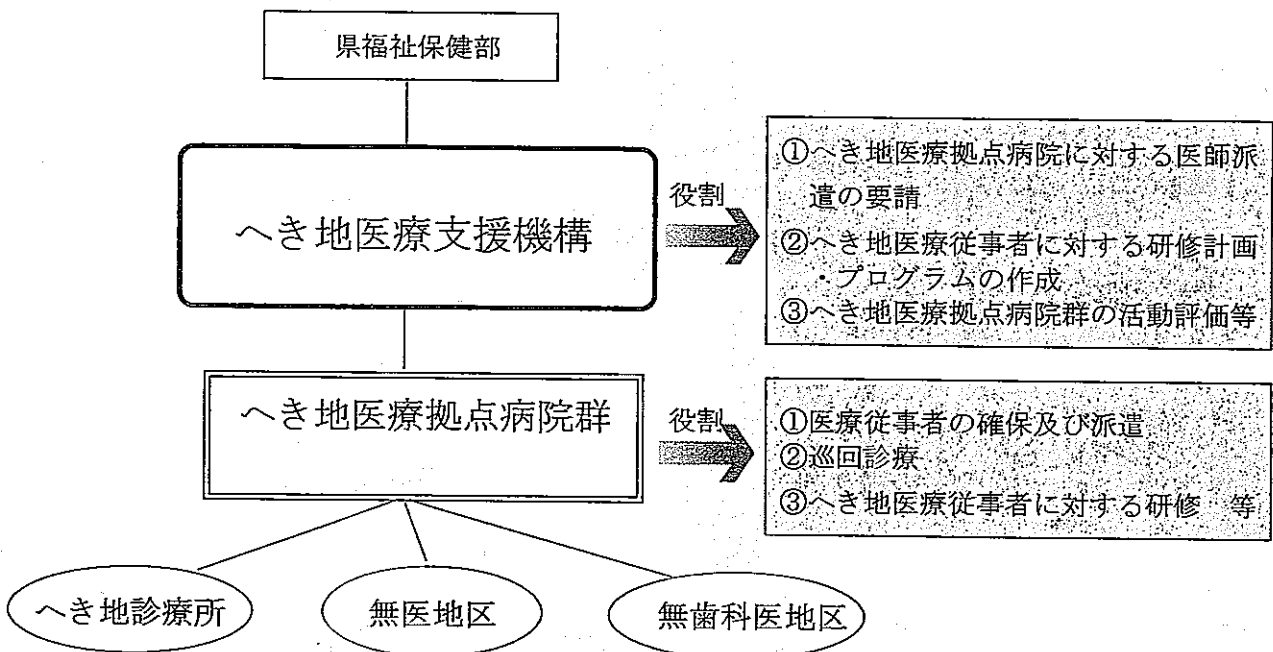 県福祉保健部
へき地医療支援機構
役割
①へき地医療拠点病院に対する医師派
遣の要請
②へき地医療従事者に対する研修計画
・プログラムの作成
③へき地医療拠点病院群の活動評価等
へき地医療拠点病院群
役割
①医療従事者の確保及び派遣
②巡回診療
③へき地医療従事者に対する研修　等
へき地診療所
無医地区
無歯科医地区